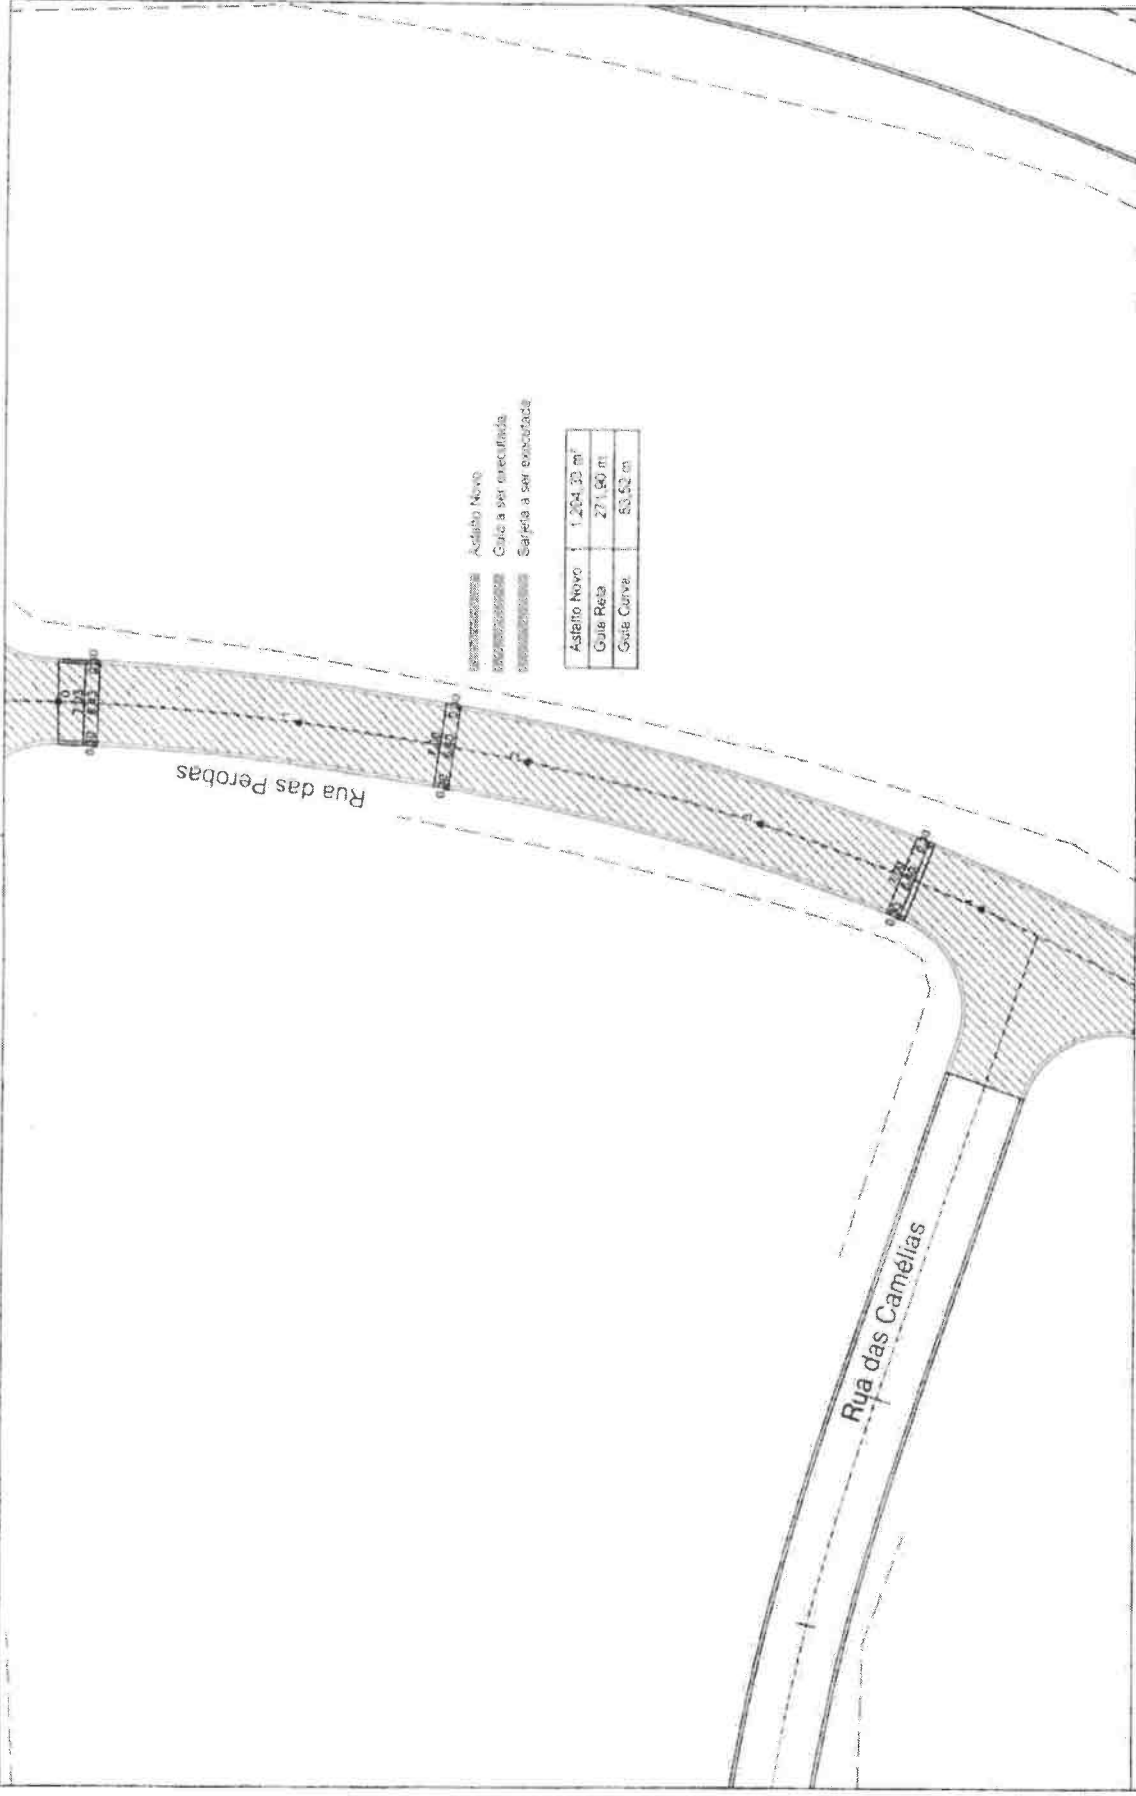 Rua das Perobas
Asfalto Novo
Guia a ser executada
Sarjeta a ser executada
Asfalto Novo 1.204,33 m²
Guia Reta 271,90 m
Guia Curva 53,52 m
Rua das Camélias